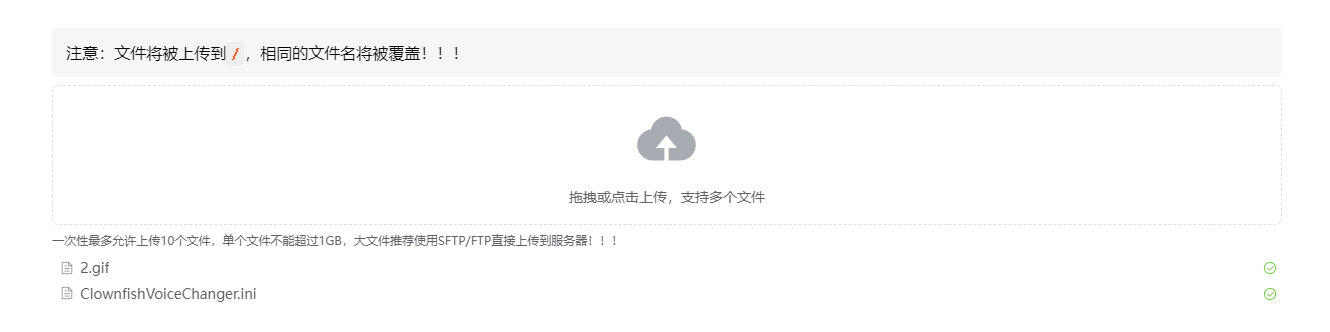 注意：文件将被上传到 /，相同的文件名将被覆盖！！！
拖拽或点击上传，支持多个文件
一次性最多允许上传10个文件，单个文件不能超过1GB，大文件推荐使用SFTP/FTP直接上传到服务器！！！
2.gif
ClownfishVoiceChanger.ini